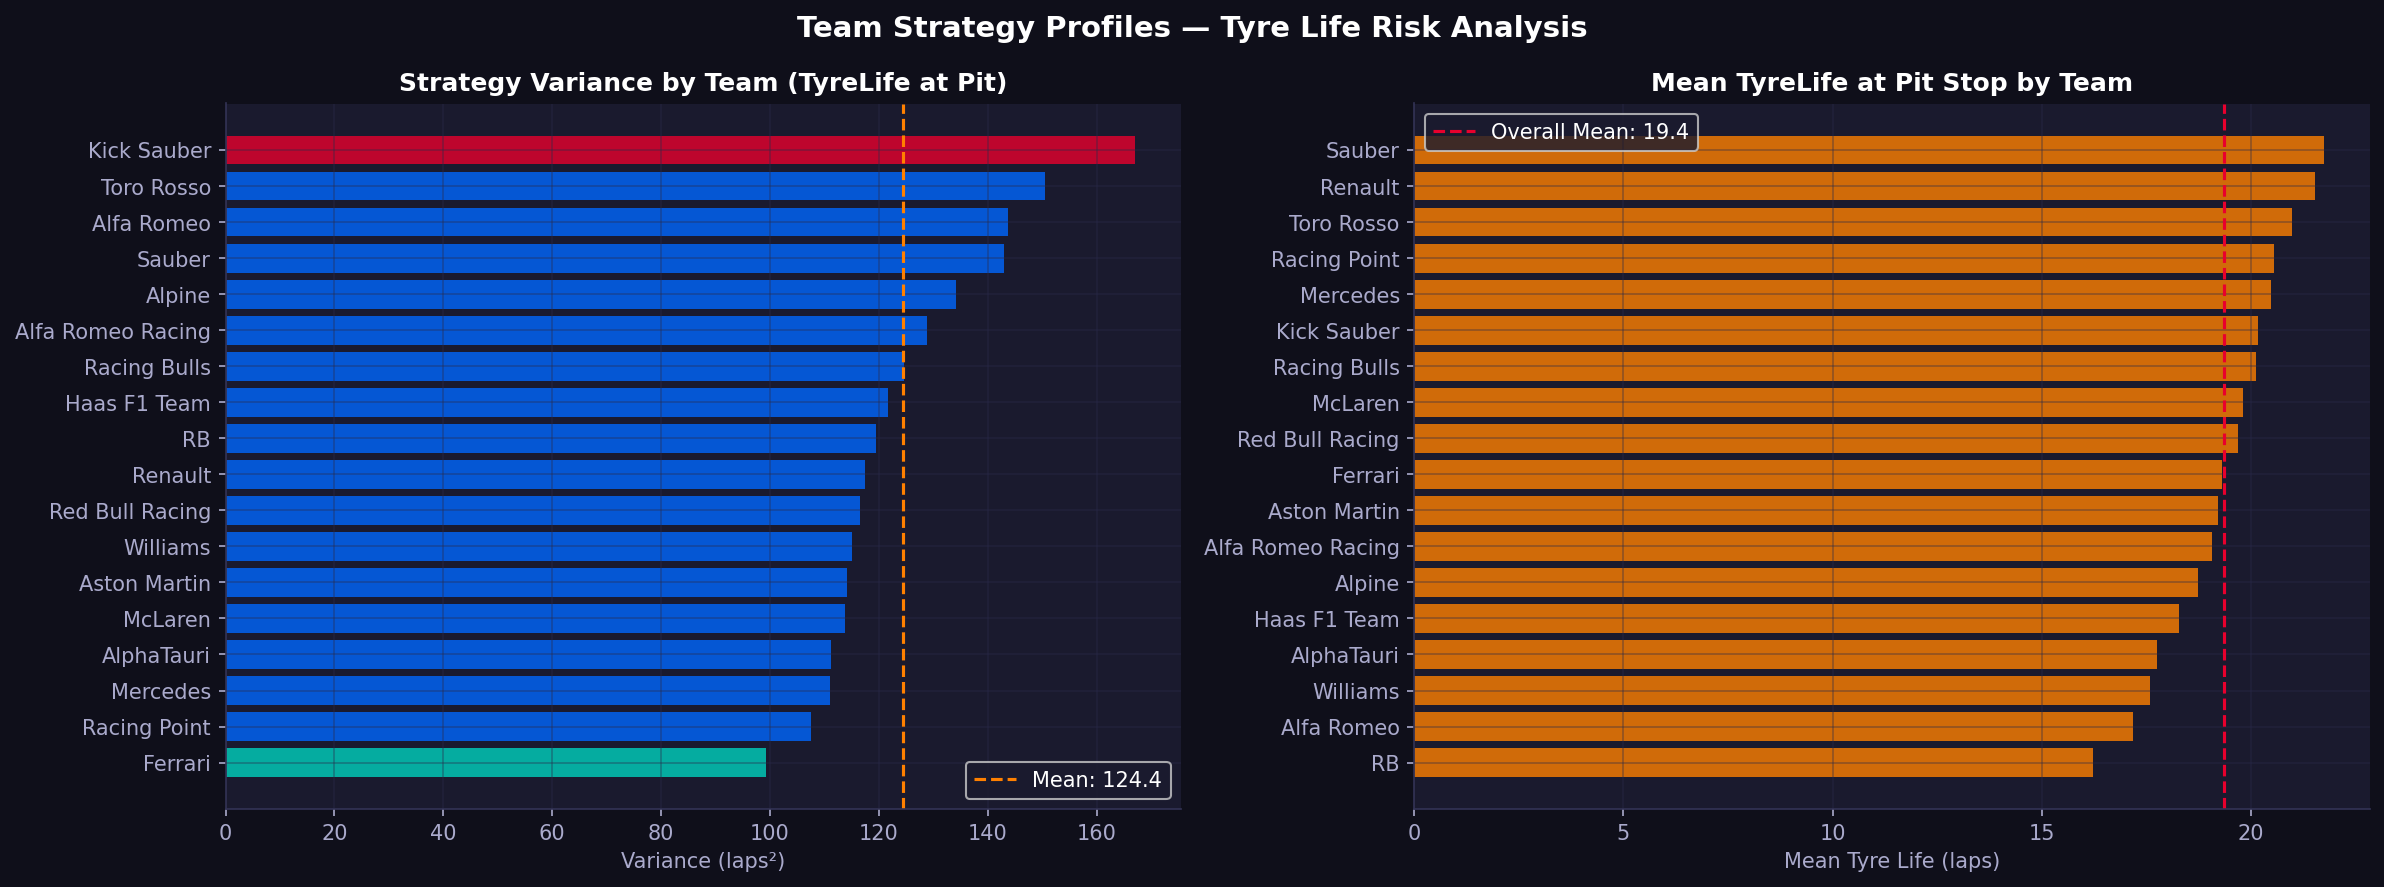 Team Strategy Profiles — Tyre Life Risk Analysis
Strategy Variance by Team (TyreLife at Pit)
Kick Sauber
Toro Rosso
Alfa Romeo
Sauber
Alpine
Alfa Romeo Racing
Racing Bulls
Haas F1 Team
RB
Renault
Red Bull Racing
Williams
Aston Martin
McLaren
AlphaTauri
Mercedes
Racing Point
Ferrari
Mean: 124.4
0 20 40 60 80 100 120 140 160
Variance (laps²)
Mean TyreLife at Pit Stop by Team
Overall Mean: 19.4
Sauber
Renault
Toro Rosso
Racing Point
Mercedes
Kick Sauber
Racing Bulls
McLaren
Red Bull Racing
Ferrari
Aston Martin
Alfa Romeo Racing
Alpine
Haas F1 Team
AlphaTauri
Williams
Alfa Romeo
RB
0 5 10 15 20
Mean Tyre Life (laps)